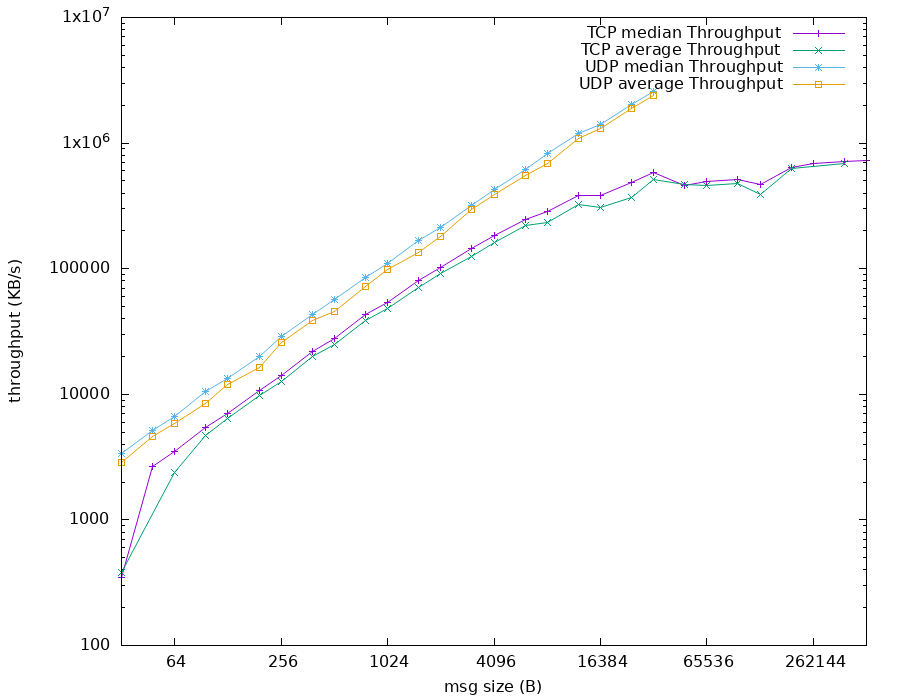 1x10^7
TCP median Throughput
TCP average Throughput
UDP median Throughput
UDP average Throughput
1x10^6
100000
throughput (KB/s)
10000
1000
100
64 256 1024 4096 16384 65536 262144
msg size (B)